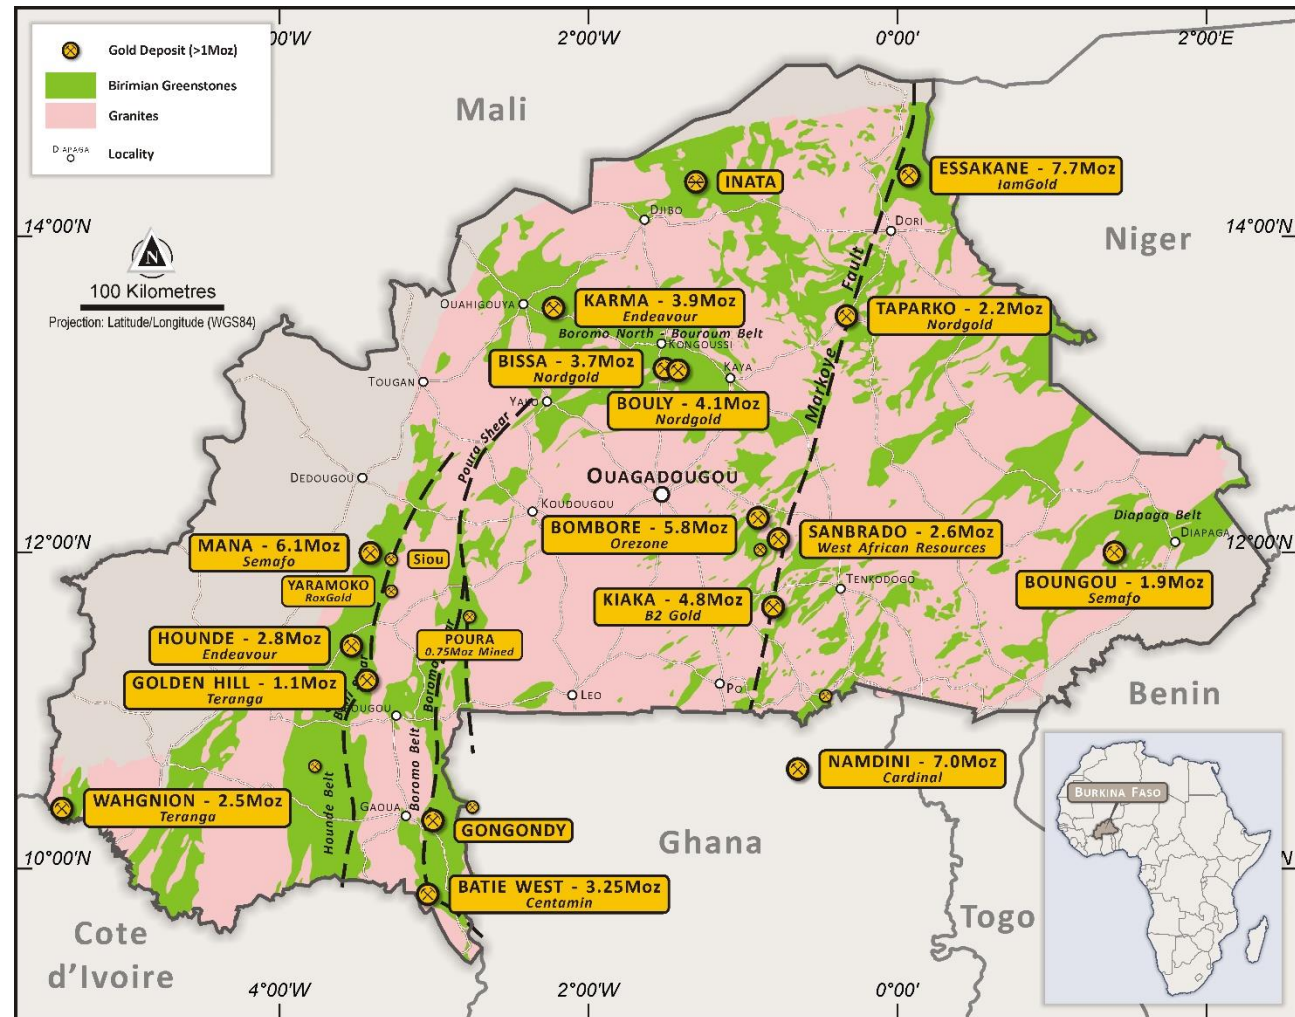 Gold Deposit (>1Moz)
Birimian Greenstones
Granites
DIAPAGA
Locality
00'W
2°00'W
0°00'
2°00'E
Mali
Niger
Benin
Togo
Ghana
Cote
d'Ivoire
14°00'N
14°00'N
N
100 Kilometres
Projection: Latitude/Longitude (WGS84)
INATA
ESSAKANE - 7.7Moz
IamGold
DJIBO
DORI
Markoye Fault
OUAHIGOUYA
KARMA - 3.9Moz
Endeavour
Boromo North - Bouroum Belt
KONGOUSSI
TAPARKO - 2.2Moz
Nordgold
BISSA - 3.7Moz
Nordgold
KAYA
TOUGAN
YAKO
BOULY - 4.1Moz
Nordgold
Poura Shear
DEDOUGOU
OUAGADOUGOU
KOUDOUGOU
BOMBORE - 5.8Moz
Orezone
SANBRADO - 2.6Moz
West African Resources
Diapaga Belt
DIAPAGA
12°00'N
12°00'N
MANA - 6.1Moz
Semafo
Siou
YARAMOKO
RoxGold
BOUNGOU - 1.9Moz
Semafo
KIAKA - 4.8Moz
B2 Gold
TENKODOGO
HOUNDE - 2.8Moz
Endeavour
POURA
0.75Moz Mined
GOLDEN HILL - 1.1Moz
Teranga
LEO
PO
OUGOU
Boromo
Boromo Belt
Hounde Belt
NAMDINI - 7.0Moz
Cardinal
WAHGNION - 2.5Moz
Teranga
GAOUA
GONGONDY
BATIE WEST - 3.25Moz
Centamin
10°00'N
N
4°00'W
2°00'W
0°00'
BURKINA FASO